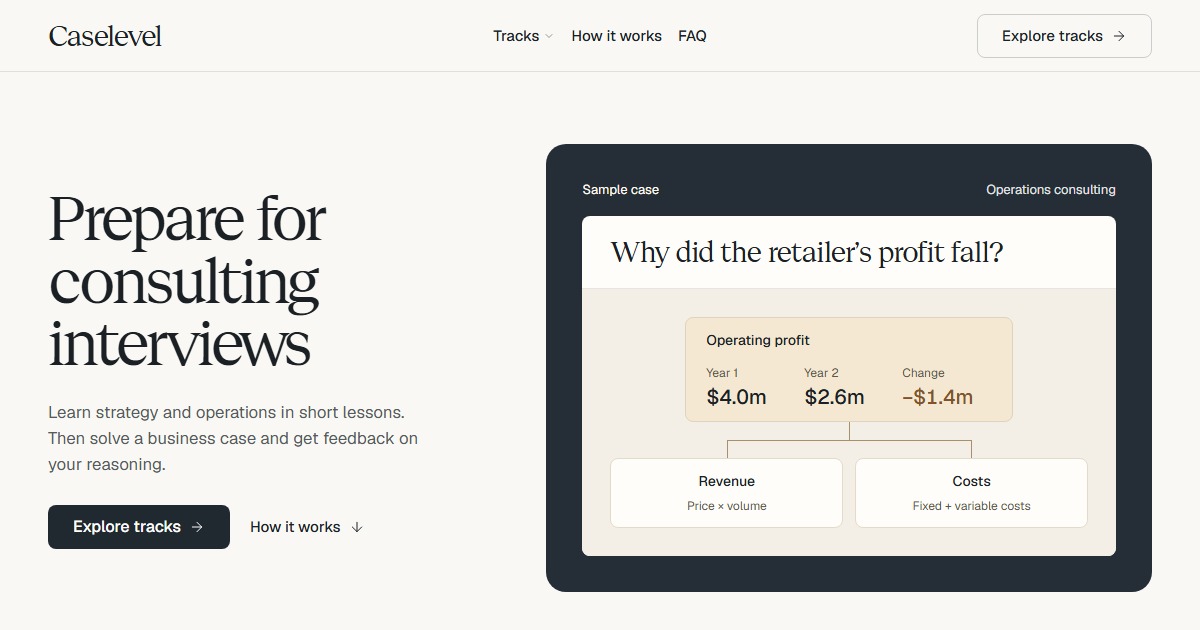 Caselevel
Tracks
How it works
FAQ
Explore tracks →
Prepare for
consulting
interviews
Learn strategy and operations in short lessons.
Then solve a business case and get feedback on
your reasoning.
Explore tracks →
How it works ↓
Sample case
Operations consulting
Why did the retailer’s profit fall?
Operating profit
Year 1 Year 2 Change
$4.0m $2.6m −$1.4m
Revenue
Price × volume
Costs
Fixed + variable costs